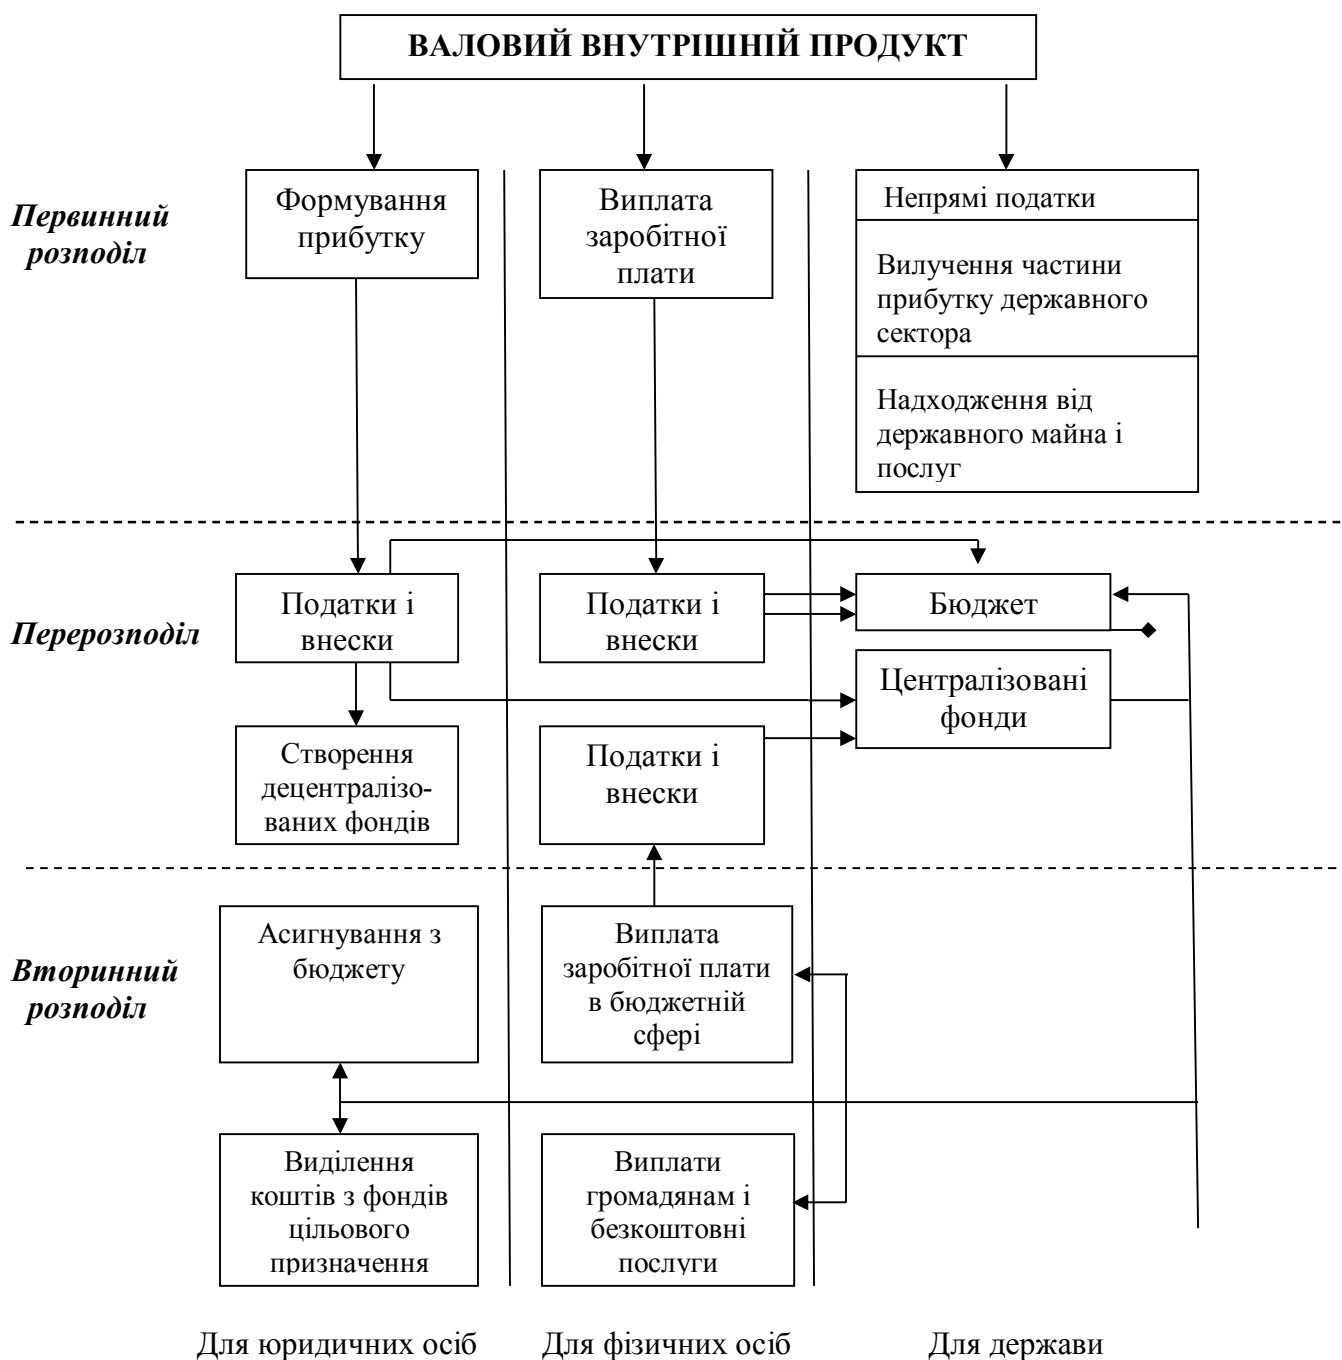 ВАЛОВИЙ ВНУТРІШНІЙ ПРОДУКТ
Первинний
розподіл
Формування
прибутку
Виплата
заробітної
плати
Непрямі податки
Вилучення частини
прибутку державного
сектора
Надходження від
державного майна і
послуг
Перерозподіл
Податки і
внески
Податки і
внески
Бюджет
Централізовані
фонди
Створення
децентралізо-
ваних фондів
Податки і
внески
Вторинний
розподіл
Асигнування з
бюджету
Виплата
заробітної плати
в бюджетній
сфері
Виділення
коштів з фондів
цільового
призначення
Виплати
громадянам і
безкоштовні
послуги
Для юридичних осіб
Для фізичних осіб
Для держави